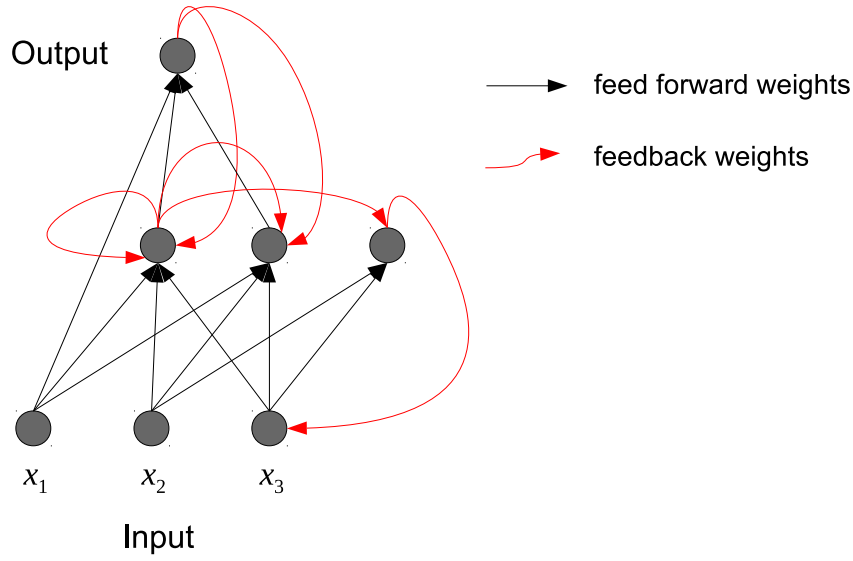 Output
feed forward weights
feedback weights
x₁ x₂ x₃
Input